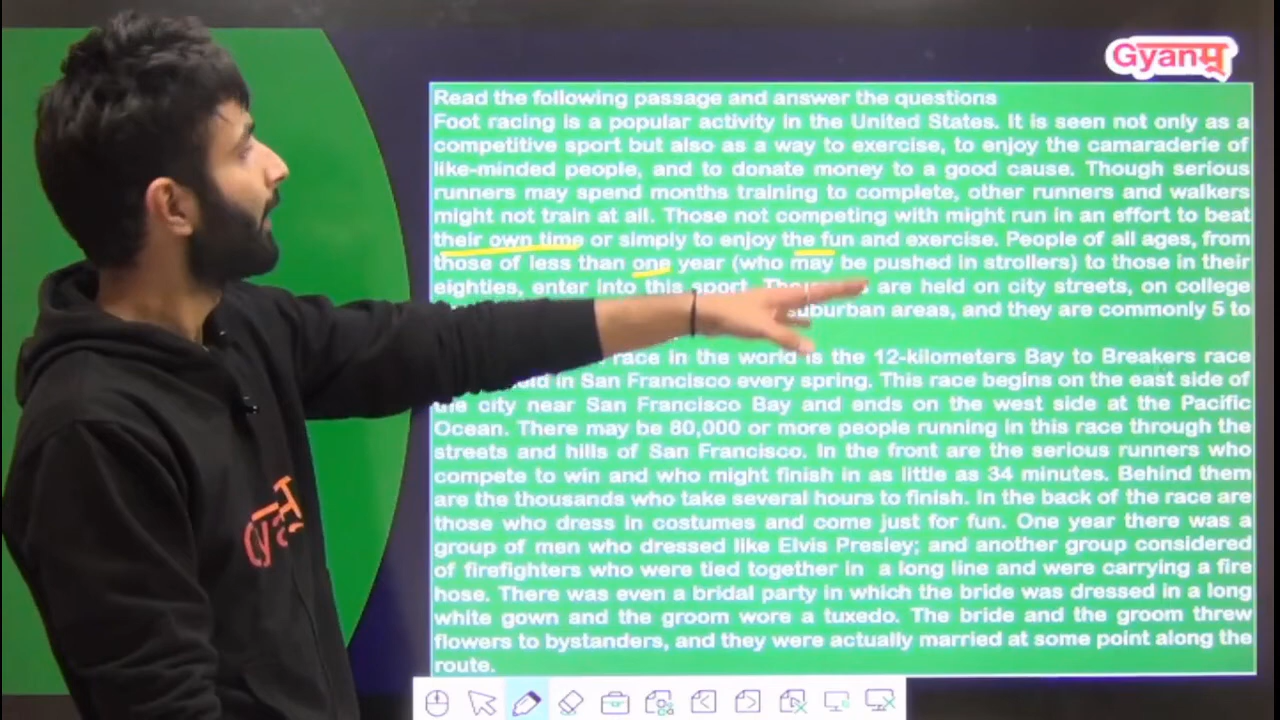 Gyanम्
Read the following passage and answer the questions
Foot racing is a popular activity in the United States. It is seen not only as a
competitive sport but also as a way to exercise, to enjoy the camaraderie of
like-minded people, and to donate money to a good cause. Though serious
runners may spend months training to complete, other runners and walkers
might not train at all. Those not competing with might run in an effort to beat
their own time or simply to enjoy the fun and exercise. People of all ages, from
those of less than one year (who may be pushed in strollers) to those in their
eighties, enter into this sport. are held on city streets, on college
suburban areas, and they are commonly 5 to
race in the world is the 12-kilometers Bay to Breakers race
in San Francisco every spring. This race begins on the east side of
the city near San Francisco Bay and ends on the west side at the Pacific
Ocean. There may be 80,000 or more people running in this race through the
streets and hills of San Francisco. In the front are the serious runners who
compete to win and who might finish in as little as 34 minutes. Behind them
are the thousands who take several hours to finish. In the back of the race are
those who dress in costumes and come just for fun. One year there was a
group of men who dressed like Elvis Presley; and another group considered
of firefighters who were tied together in a long line and were carrying a fire
hose. There was even a bridal party in which the bride was dressed in a long
white gown and the groom wore a tuxedo. The bride and the groom threw
flowers to bystanders, and they were actually married at some point along the
route.
Gyanम्